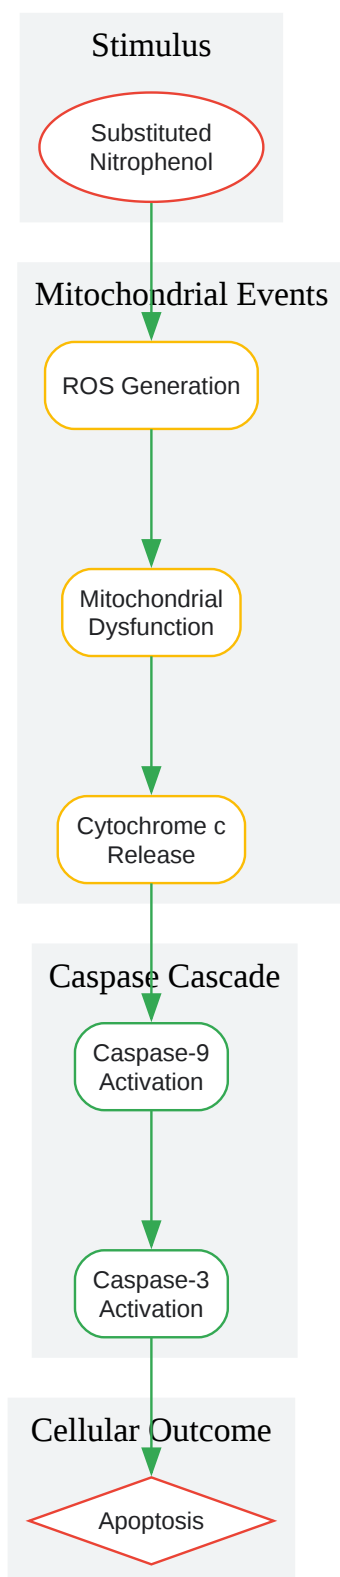 Stimulus
Substituted
Nitrophenol
Mitochondrial Events
ROS Generation
Mitochondrial
Dysfunction
Cytochrome c
Release
Caspase Cascade
Caspase-9
Activation
Caspase-3
Activation
Cellular Outcome
Apoptosis